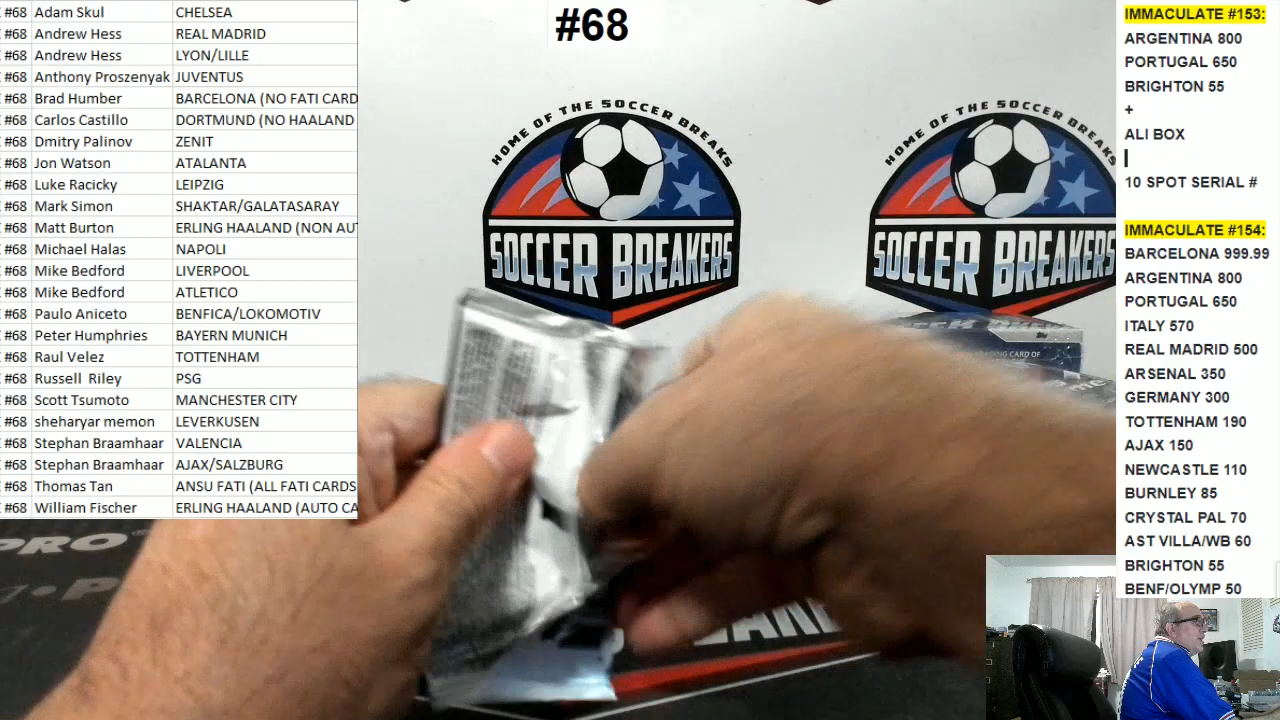 #68 Adam Skul CHELSEA
#68 Andrew Hess REAL MADRID
#68 Andrew Hess LYON/LILLE
#68 Anthony Proszenyak JUVENTUS
#68 Brad Humber BARCELONA (NO FATI CARD
#68 Carlos Castillo DORTMUND (NO HAALAND
#68 Dmitry Palinov ZENIT
#68 Jon Watson ATALANTA
#68 Luke Racicky LEIPZIG
#68 Mark Simon SHAKTAR/GALATASARAY
#68 Matt Burton ERLING HAALAND (NON AU
#68 Michael Halas NAPOLI
#68 Mike Bedford LIVERPOOL
#68 Mike Bedford ATLETICO
#68 Paulo Aniceto BENFICA/LOKOMOTIV
#68 Peter Humphries BAYERN MUNICH
#68 Raul Velez TOTTENHAM
#68 Russell Riley PSG
#68 Scott Tsumoto MANCHESTER CITY
#68 sheharyar memon LEVERKUSEN
#68 Stephan Braamhaar VALENCIA
#68 Stephan Braamhaar AJAX/SALZBURG
#68 Thomas Tan ANSU FATI (ALL FATI CARDS
#68 William Fischer ERLING HAALAND (AUTO CA
#68
HOME OF THE SOCCER BREAKS
SOCCER BREAKERS
HOME OF THE SOCCER BREAKS
SOCCER BREAKERS
IMMACULATE #153:
ARGENTINA 800
PORTUGAL 650
BRIGHTON 55
+
ALI BOX
10 SPOT SERIAL #
IMMACULATE #154:
BARCELONA 999.99
ARGENTINA 800
PORTUGAL 650
ITALY 570
REAL MADRID 500
ARSENAL 350
GERMANY 300
TOTTENHAM 190
AJAX 150
NEWCASTLE 110
BURNLEY 85
CRYSTAL PAL 70
AST VILLA/WB 60
BRIGHTON 55
BENF/OLYMP 50